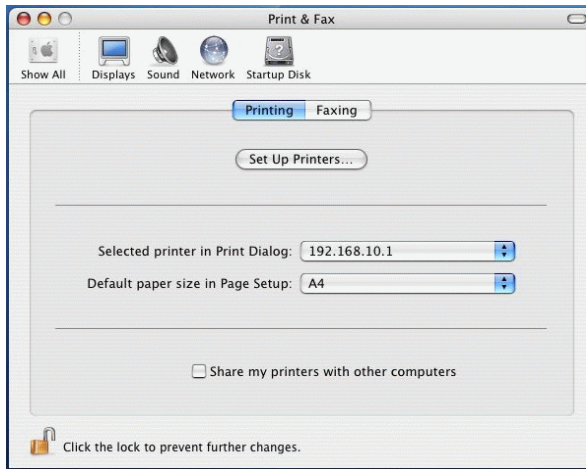 Print & Fax
Show All Displays Sound Network Startup Disk
Printing Faxing
Set Up Printers...
Selected printer in Print Dialog: 192.168.10.1
Default paper size in Page Setup: A4
Share my printers with other computers
Click the lock to prevent further changes.